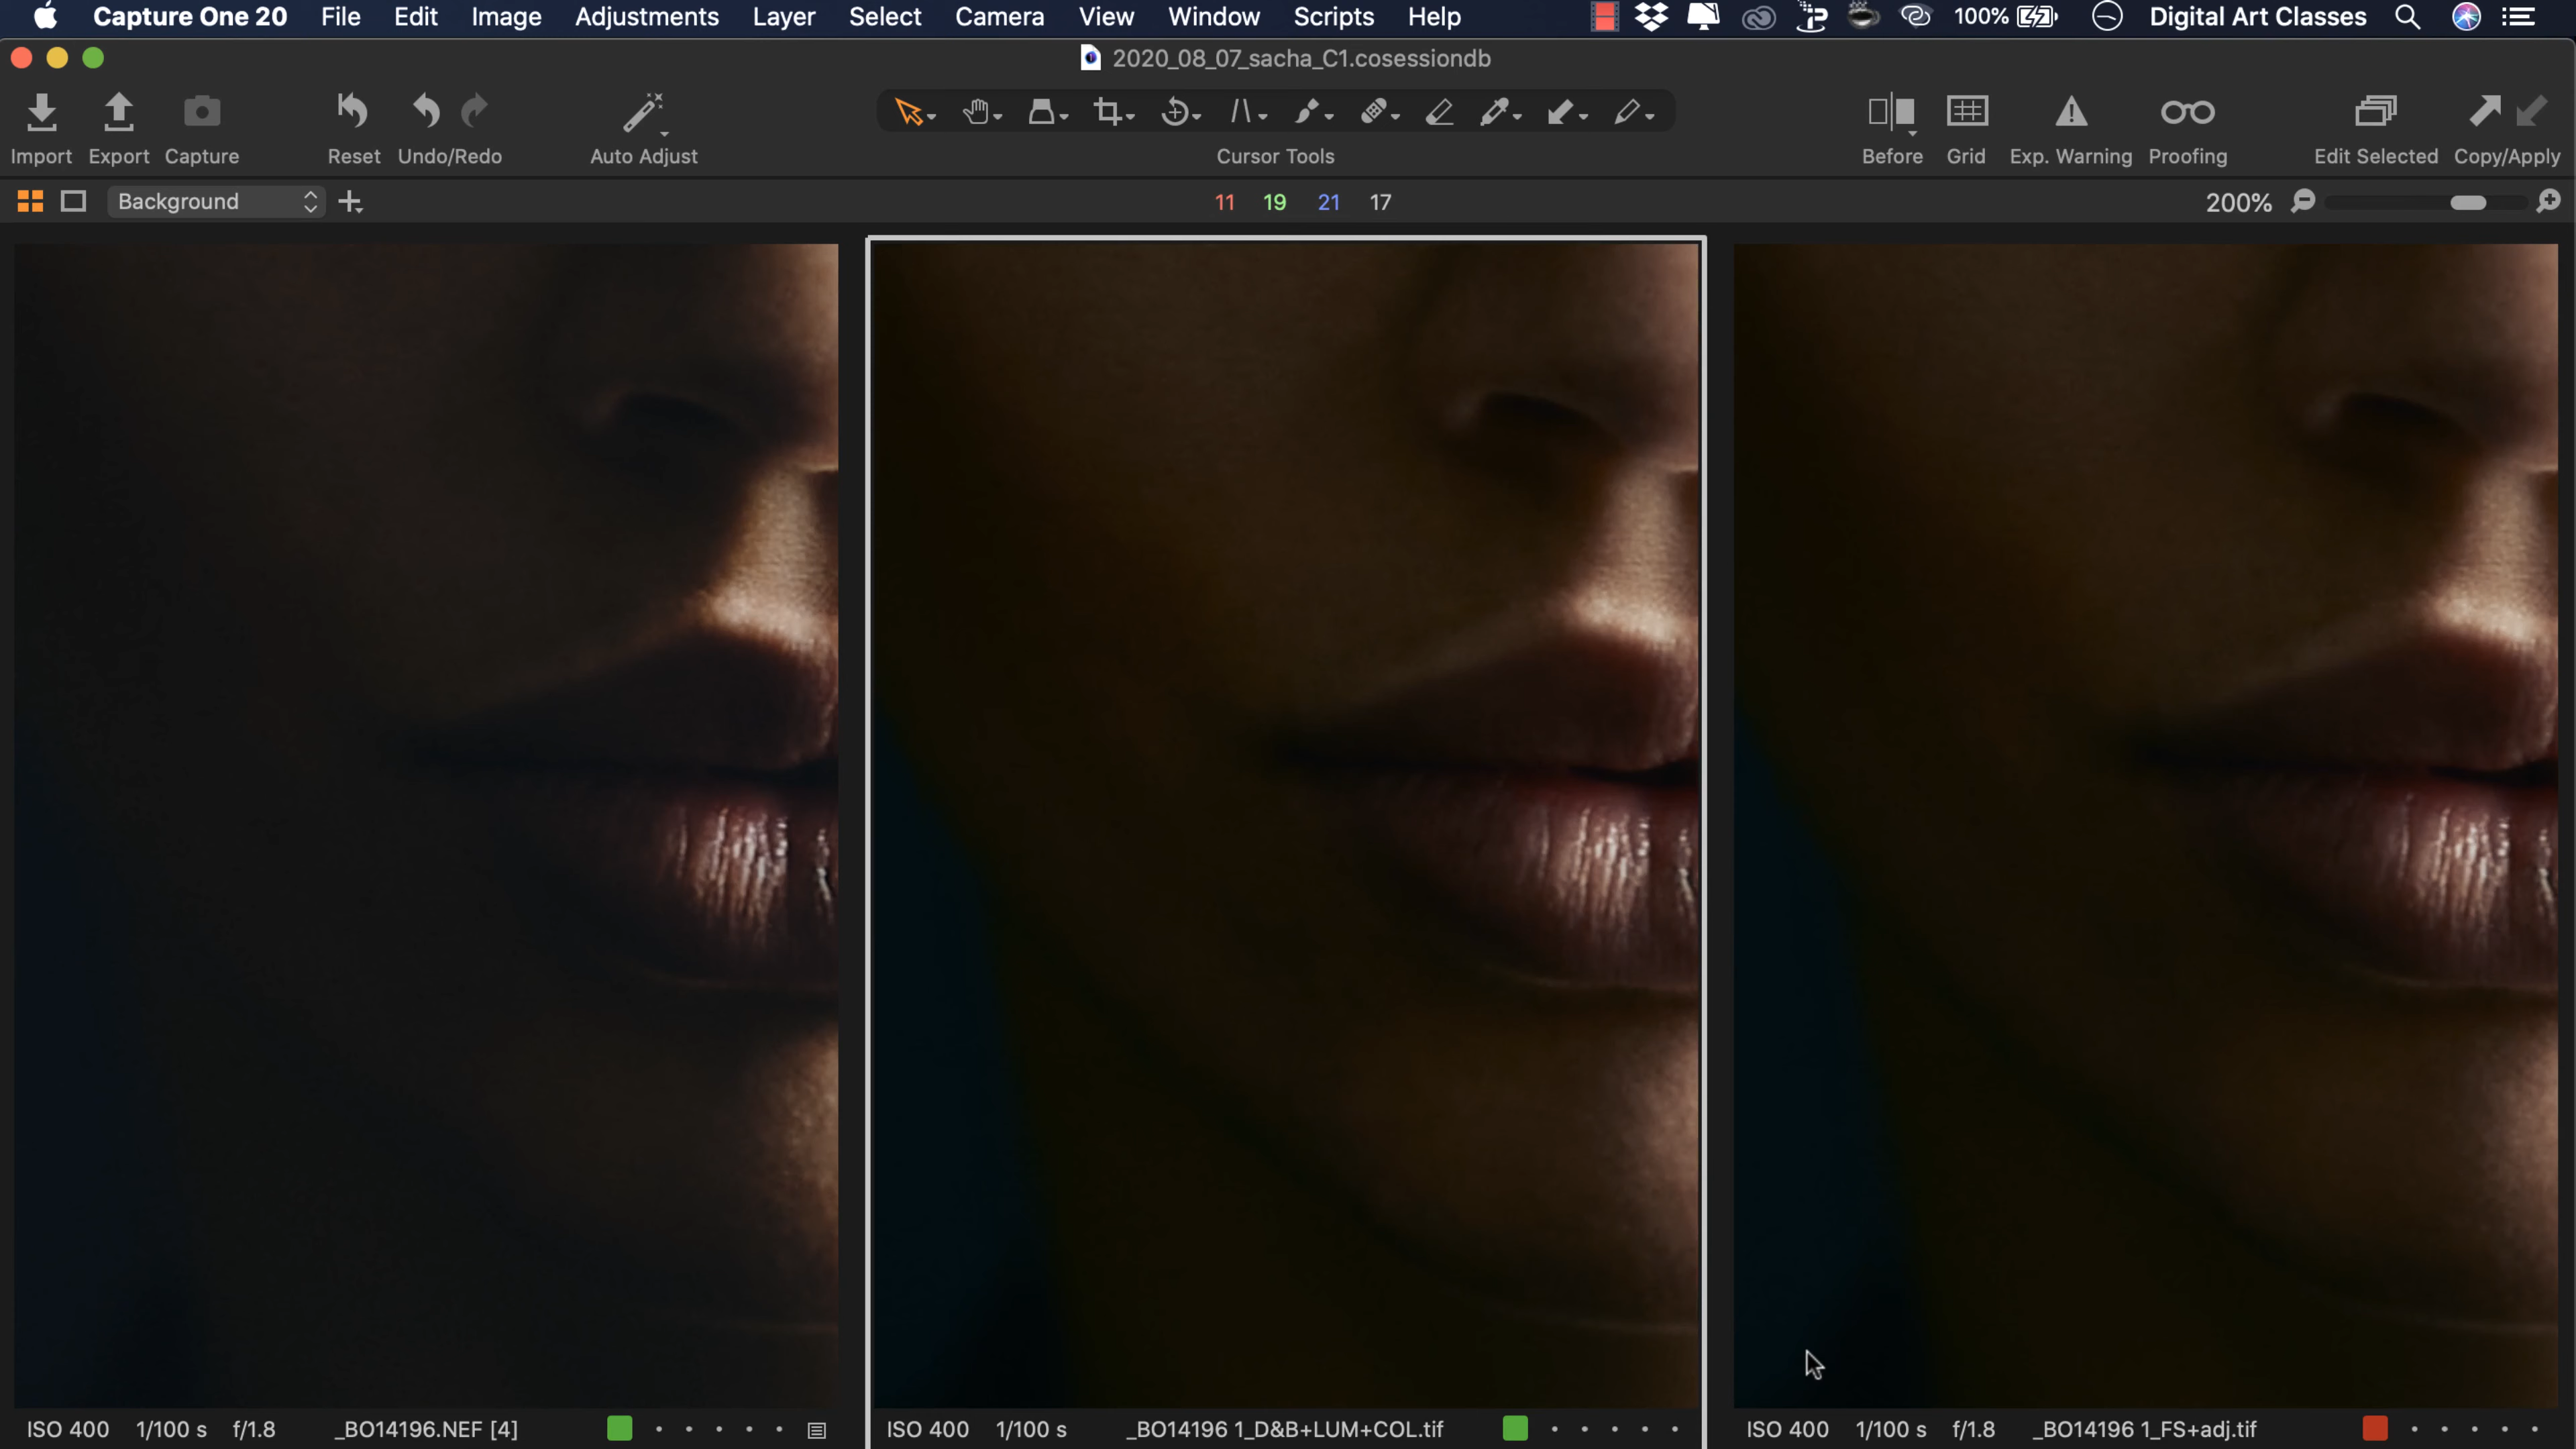 Capture One 20 File Edit Image Adjustments Layer Select Camera View Window Scripts Help 100% Digital Art Classes
2020_08_07_sacha_C1.cosessiondb
Import Export Capture Reset Undo/Redo Auto Adjust Cursor Tools Before Grid Exp. Warning Proofing Edit Selected Copy/Apply
Background 11 19 21 17 200%
ISO 400 1/100 s f/1.8 _BO14196.NEF [4] ISO 400 1/100 s _BO14196 1_D&B+LUM+COL.tif ISO 400 1/100 s f/1.8 _BO14196 1_FS+adj.tif